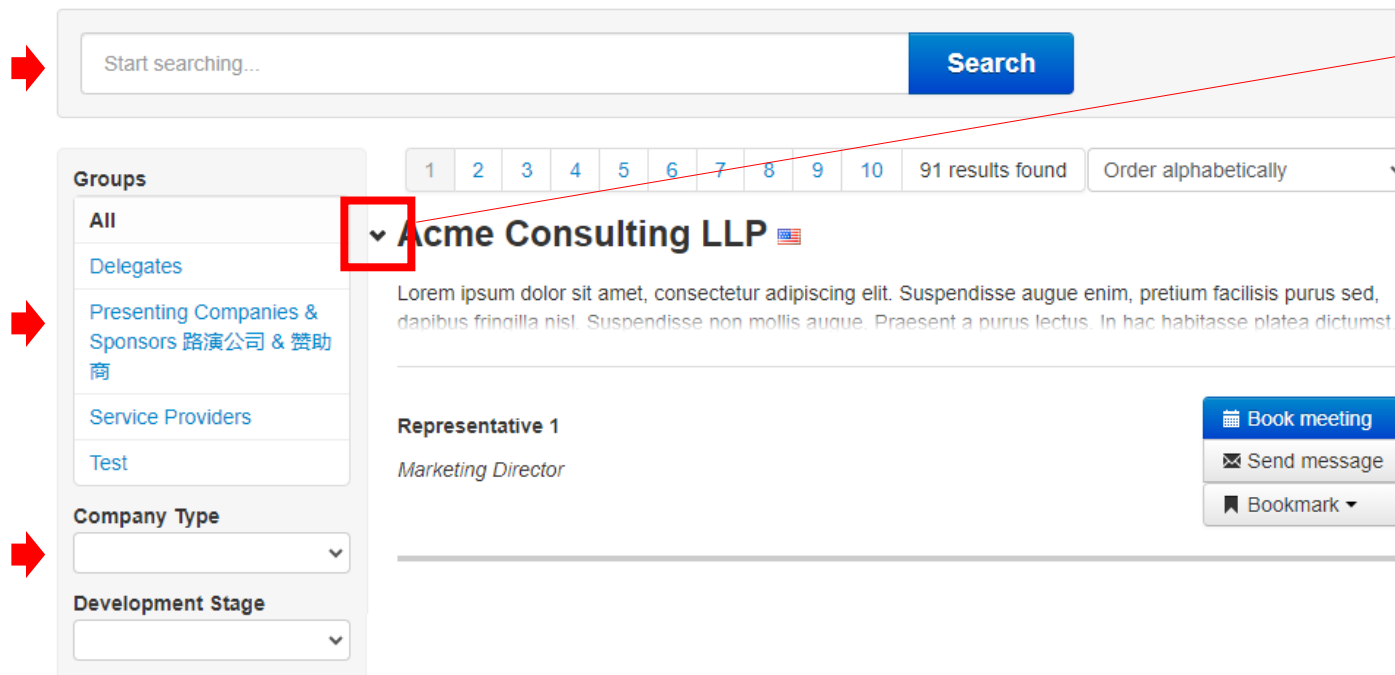 Start searching...
Search
1 2 3 4 5 6 7 8 9 10 91 results found Order alphabetically
Groups
All
Delegates
Presenting Companies &
Sponsors 路演公司 & 赞助
商
Service Providers
Test
Company Type
Development Stage
Acme Consulting LLP
Lorem ipsum dolor sit amet, consectetur adipiscing elit. Suspendisse augue enim, pretium facilisis purus sed,
dapibus fringilla nisl. Suspendisse non mollis augue. Praesent a purus lectus. In hac habitasse platea dictumst.
Representative 1
Marketing Director
Book meeting
Send message
Bookmark